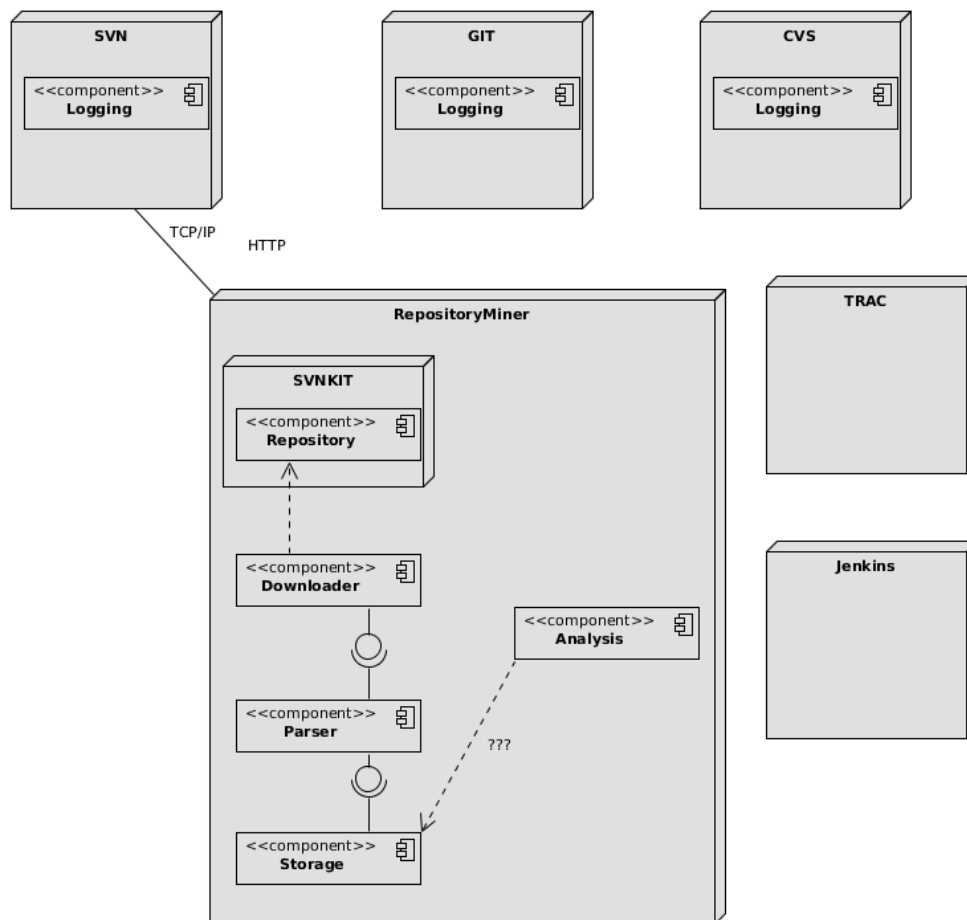 SVN
<<component>>
Logging
GIT
<<component>>
Logging
CVS
<<component>>
Logging
TCP/IP
HTTP
RepositoryMiner
SVNKIT
<<component>>
Repository
<<component>>
Downloader
<<component>>
Parser
<<component>>
Storage
<<component>>
Analysis
???
TRAC
Jenkins